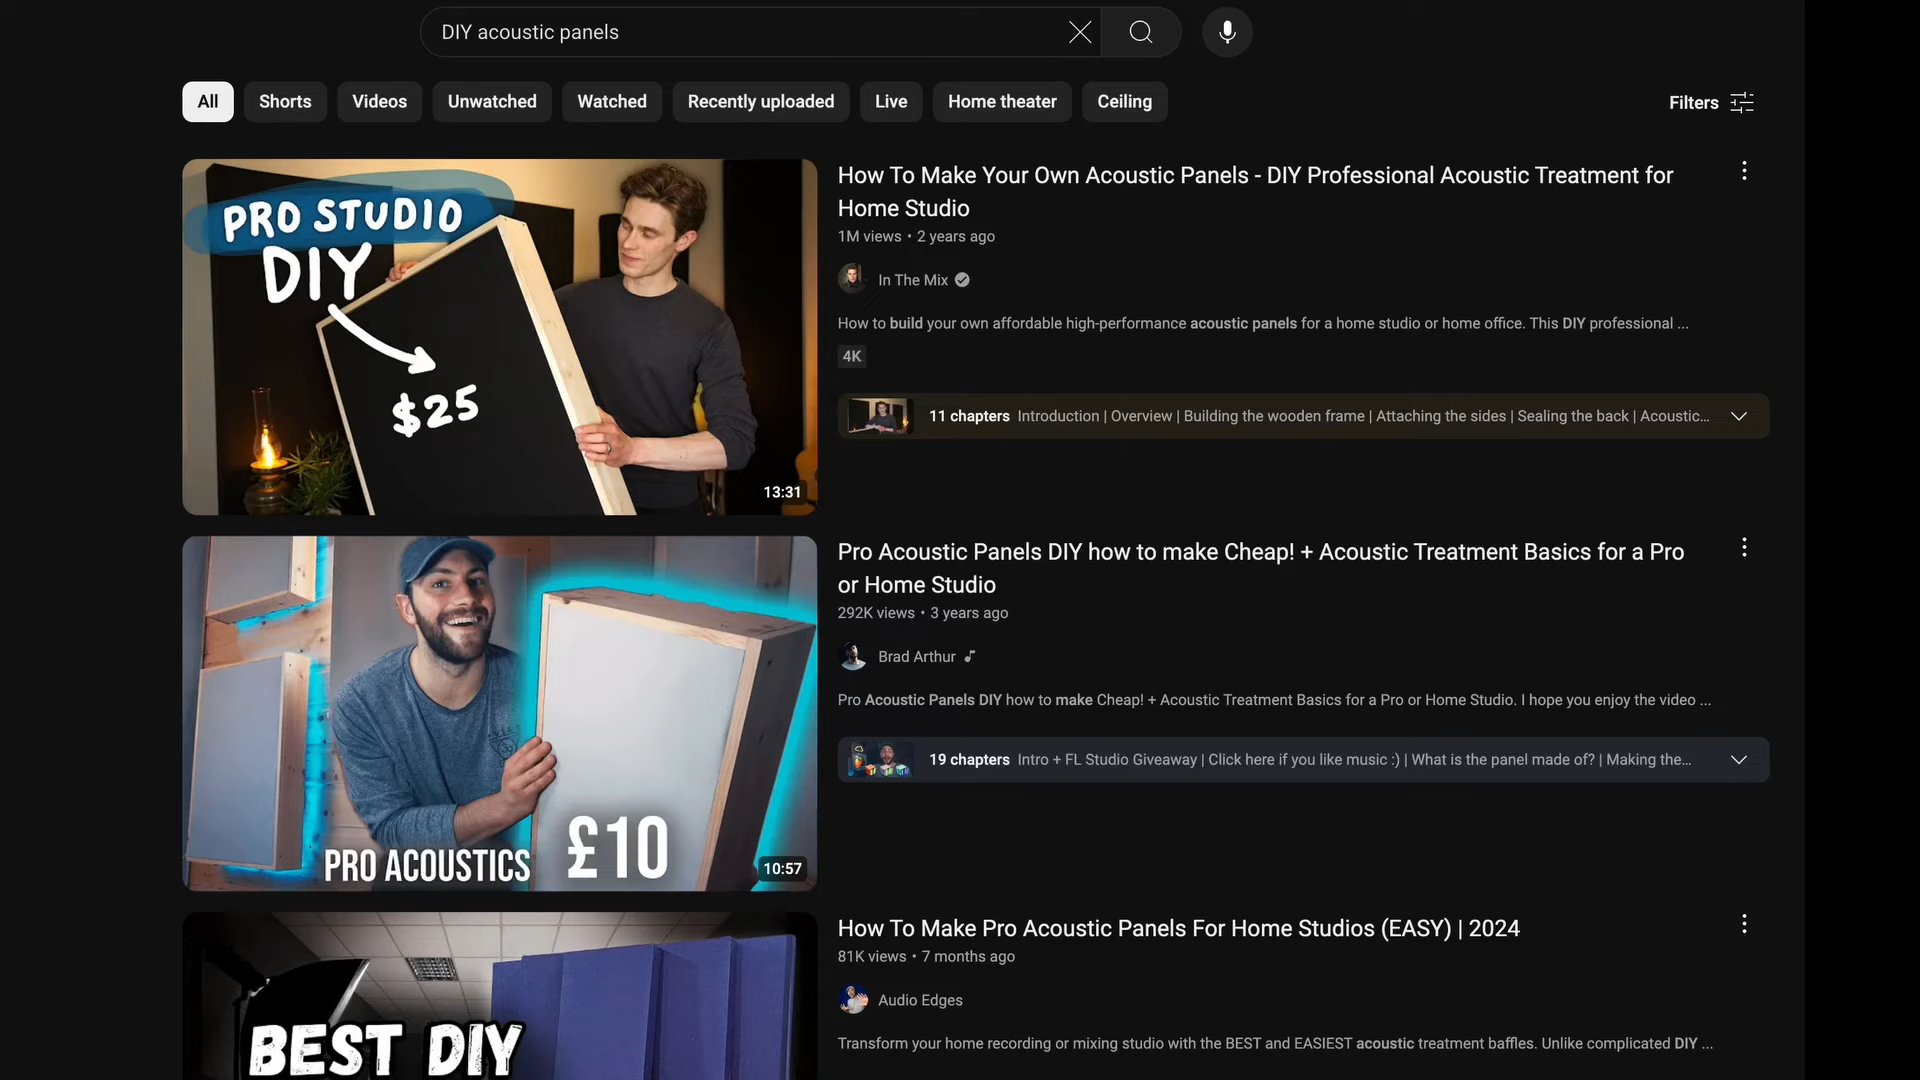 DIY acoustic panels
All
Shorts
Videos
Unwatched
Watched
Recently uploaded
Live
Home theater
Ceiling
Filters
PRO STUDIO
DIY
$25
13:31
How To Make Your Own Acoustic Panels - DIY Professional Acoustic Treatment for
Home Studio
1M views • 2 years ago
In The Mix
How to build your own affordable high-performance acoustic panels for a home studio or home office. This DIY professional ...
4K
11 chapters Introduction | Overview | Building the wooden frame | Attaching the sides | Sealing the back | Acoustic...
PRO ACOUSTICS
£10
10:57
Pro Acoustic Panels DIY how to make Cheap! + Acoustic Treatment Basics for a Pro
or Home Studio
292K views • 3 years ago
Brad Arthur
Pro Acoustic Panels DIY how to make Cheap! + Acoustic Treatment Basics for a Pro or Home Studio. I hope you enjoy the video ...
19 chapters Intro + FL Studio Giveaway | Click here if you like music :) | What is the panel made of? | Making the...
BEST DIY
How To Make Pro Acoustic Panels For Home Studios (EASY) | 2024
81K views • 7 months ago
Audio Edges
Transform your home recording or mixing studio with the BEST and EASIEST acoustic treatment baffles. Unlike complicated DIY ...